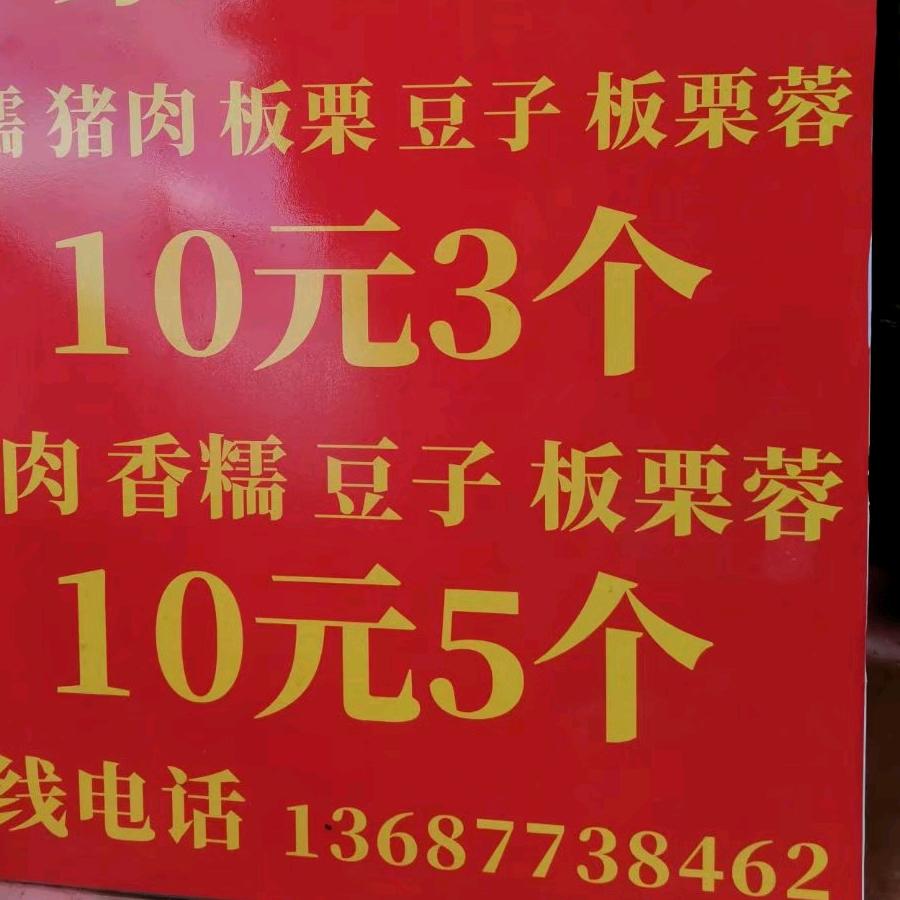 糯 猪肉 板栗 豆子 板栗蓉
10元3个
肉 香糯 豆子 板栗蓉
10元5个
线电话 13687738462